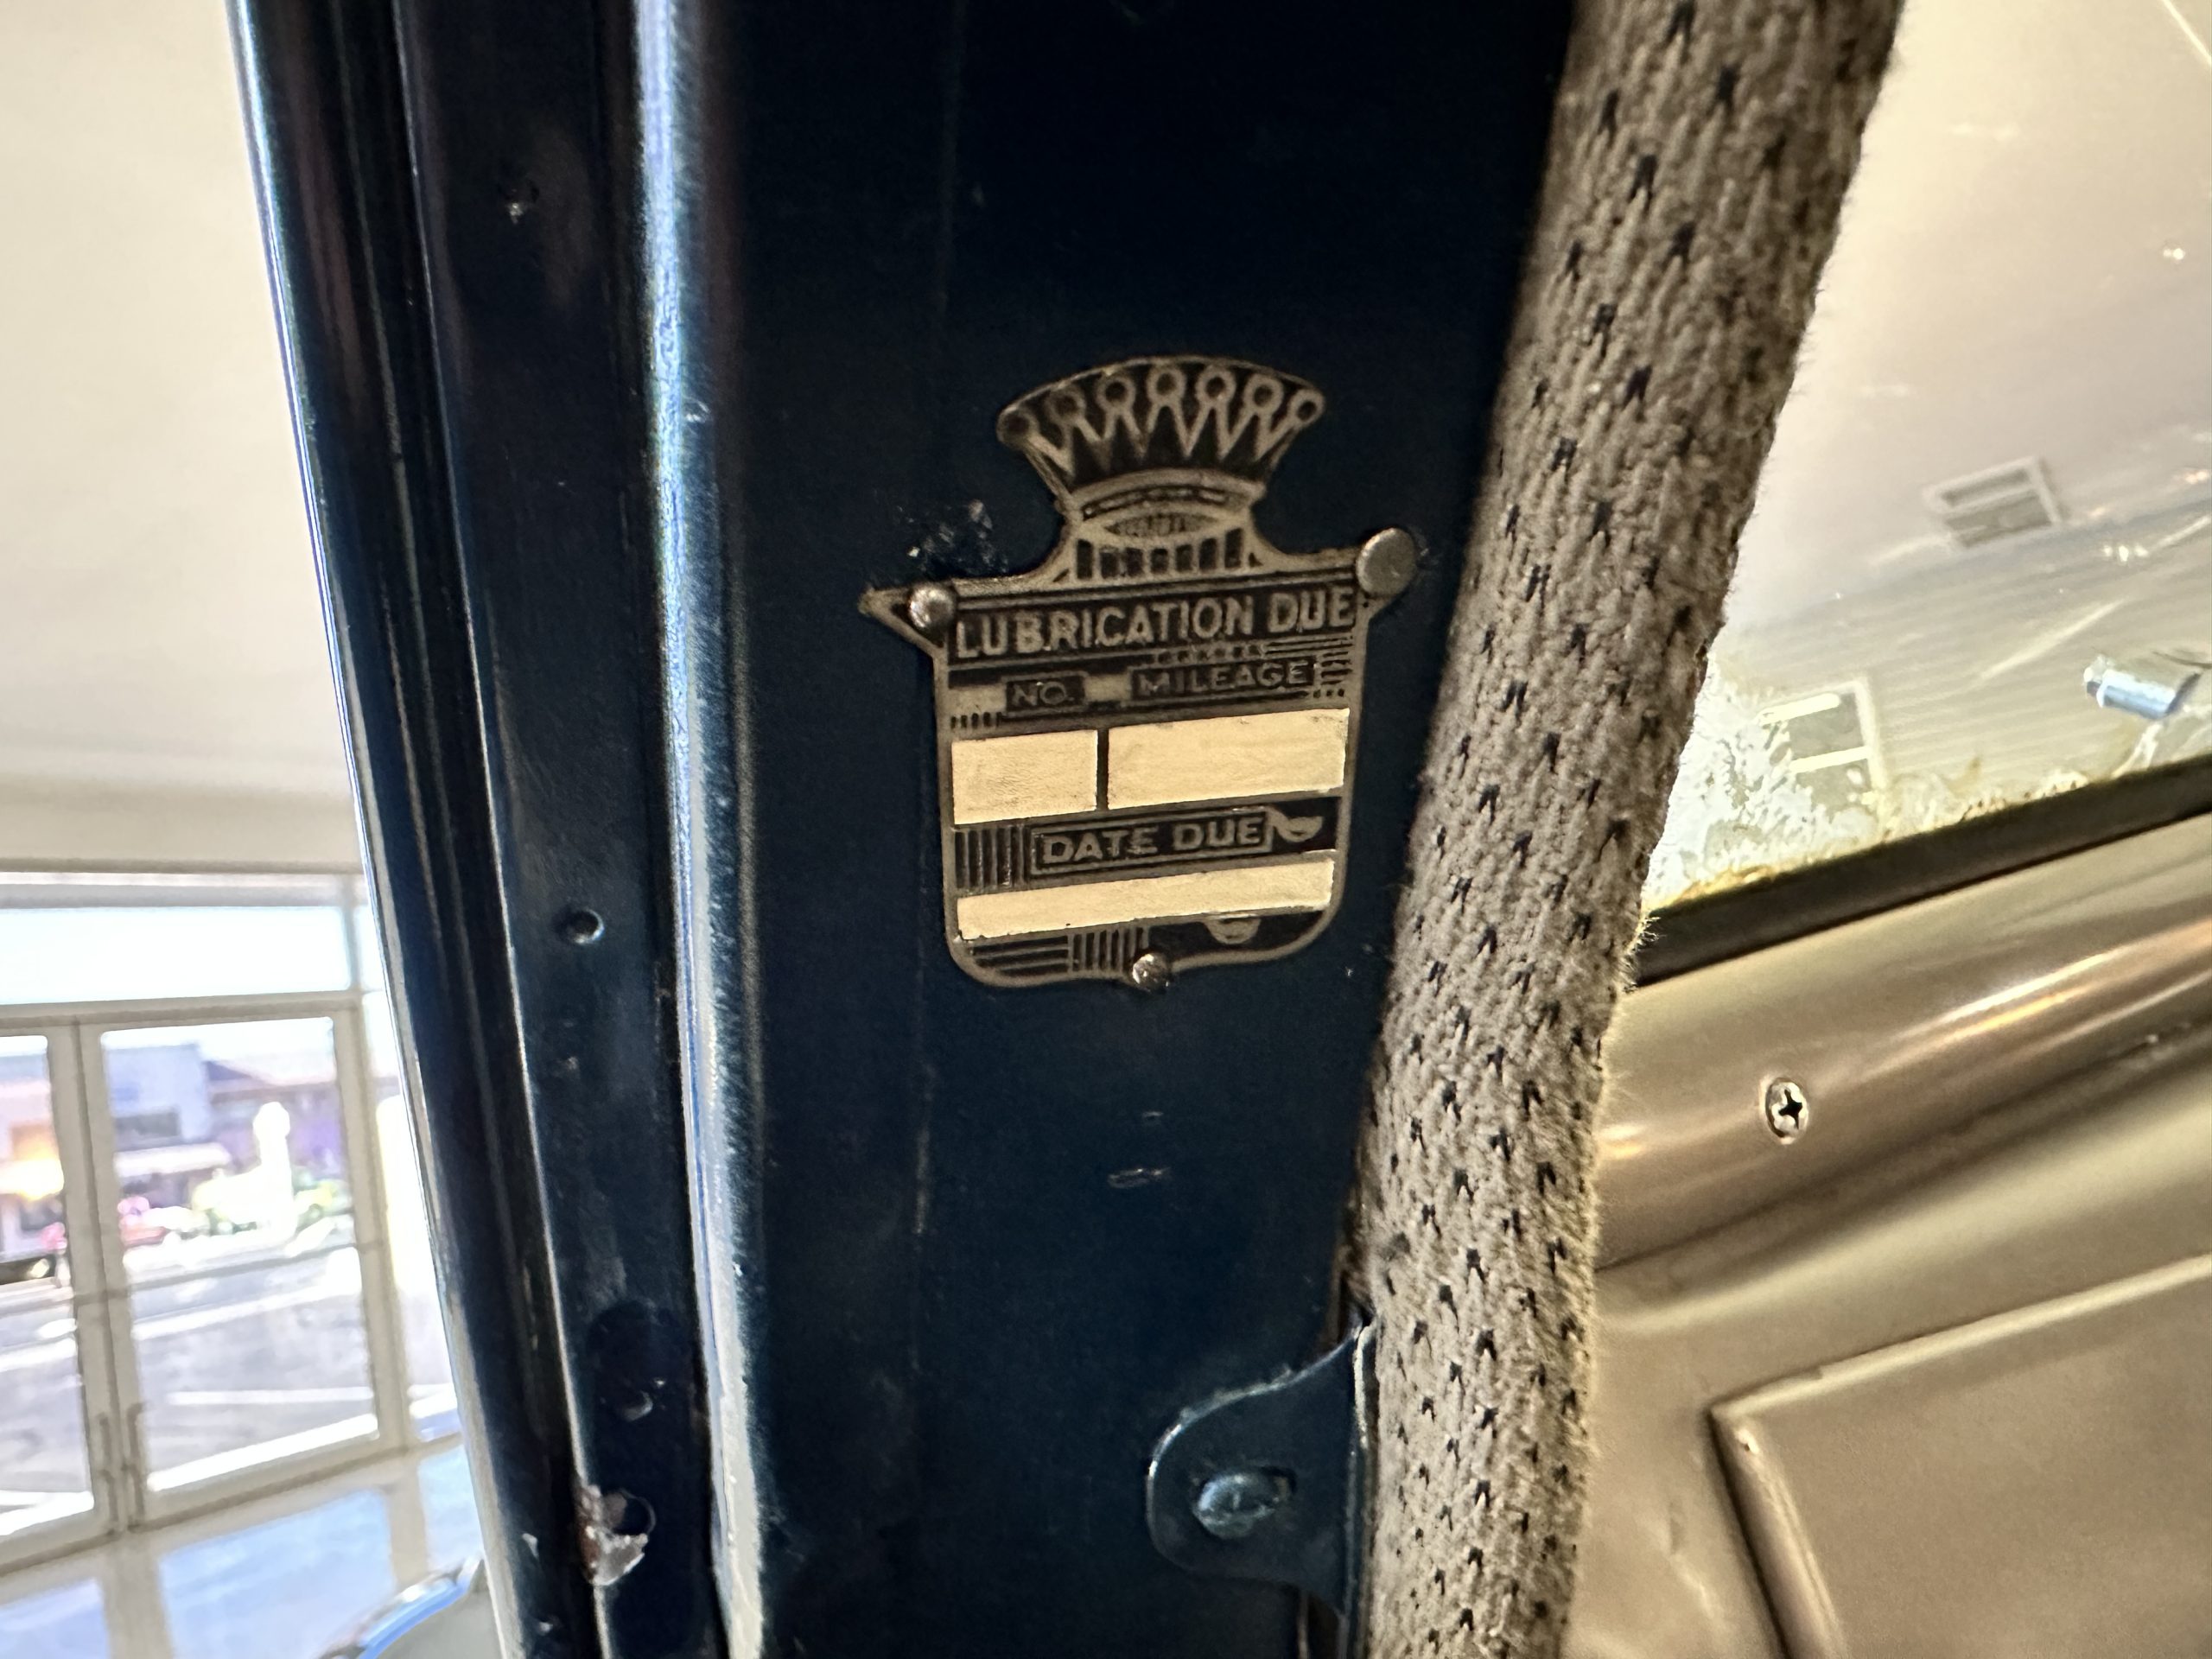 LUBRICATION DUE
NO. MILEAGE
DATE DUE